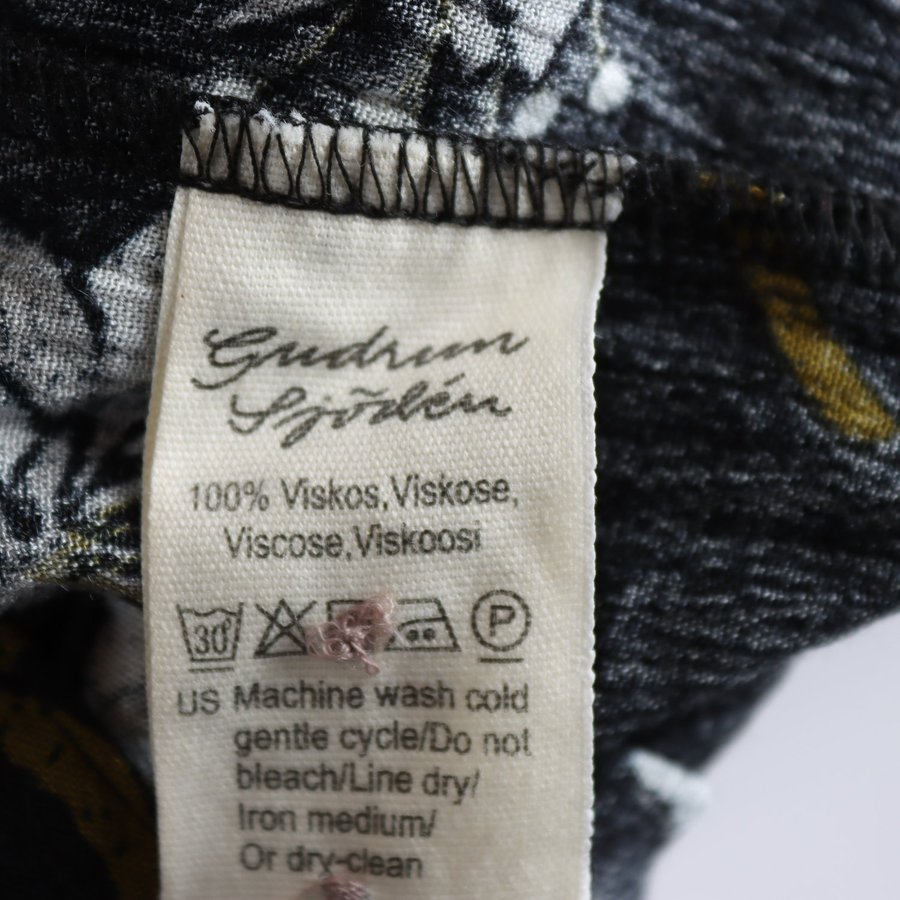 Gudrun
Sjödén
100% Viskos,Viskose,
Viscose,Viskoosi
30° P
US Machine wash cold
gentle cycle/Do not
bleach/Line dry/
Iron medium/
Or dry-clean